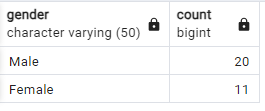 gender count
character varying (50) bigint
Male 20
Female 11